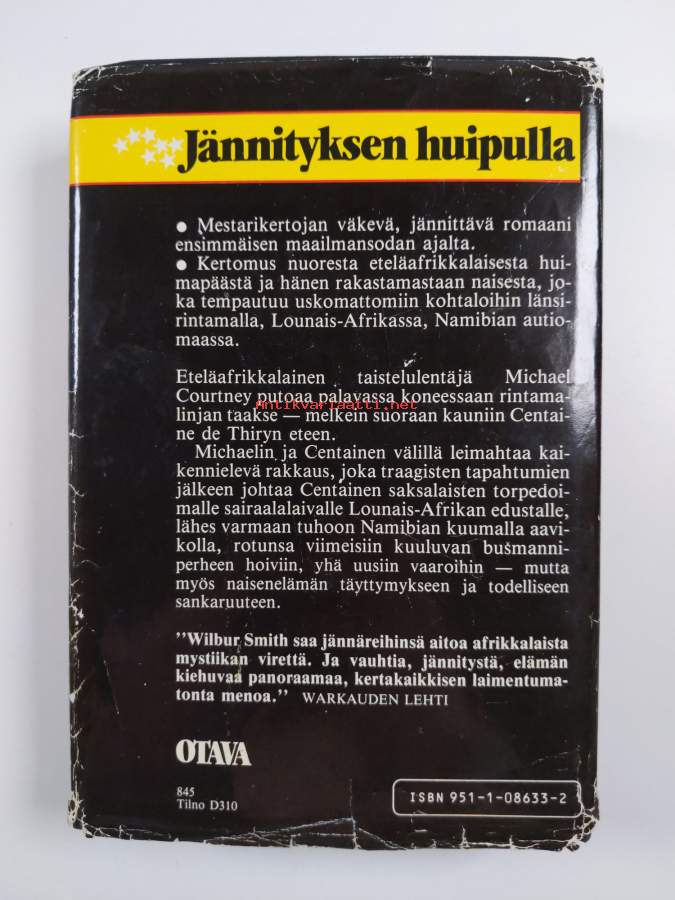 Jännityksen huipulla
● Mestarikertojan väkevä, jännittävä romaani
ensimmäisen maailmansodan ajalta.
● Kertomus nuoresta eteläafrikkalaisesta hui-
mapäästä ja hänen rakastamastaan naisesta, jo-
ka tempautuu uskomattomiin kohtaloihin länsi-
rintamalla, Lounais-Afrikassa, Namibian autio-
maassa.
Eteläafrikkalainen taistelulentäjä Michael
Courtney putoaa palavassa koneessaan rintama-
Antikvariaatti.net
linjan taakse — melkein suoraan kauniin Centai-
ne de Thiryn eteen.
Michaelin ja Centainen välillä leimahtaa kai-
kennielevä rakkaus, joka traagisten tapahtumien
jälkeen johtaa Centainen saksalaisten torpedoi-
malle sairaalalaivalle Lounais-Afrikan edustalle,
lähes varmaan tuhoon Namibian kuumalla aavi-
kolla, rotunsa viimeisiin kuuluvan bušmanni-
perheen hoiviin, yhä uusiin vaaroihin — mutta
myös naisenelämän täyttymykseen ja todelliseen
sankaruuteen.
"Wilbur Smith saa jännäreihinsä aitoa afrikkalaista
mystiikan virettä. Ja vauhtia, jännitystä, elämän
kiehuvaa panoraamaa, kertakaikkisen laimentuma-
tonta menoa." WARKAUDEN LEHTI
OTAVA
845
Tilno D310
ISBN 951-1-08633-2